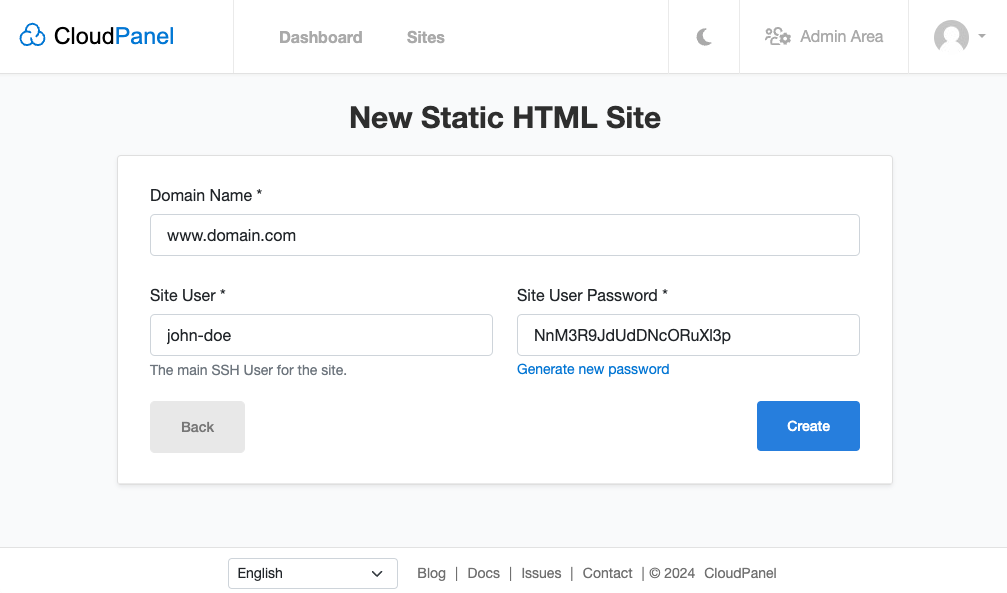 CloudPanel Dashboard Sites Admin Area
New Static HTML Site
Domain Name *
www.domain.com
Site User * Site User Password *
john-doe NnM3R9JdUdDNcORuXl3p
The main SSH User for the site. Generate new password
Back Create
English Blog | Docs | Issues | Contact | © 2024 CloudPanel